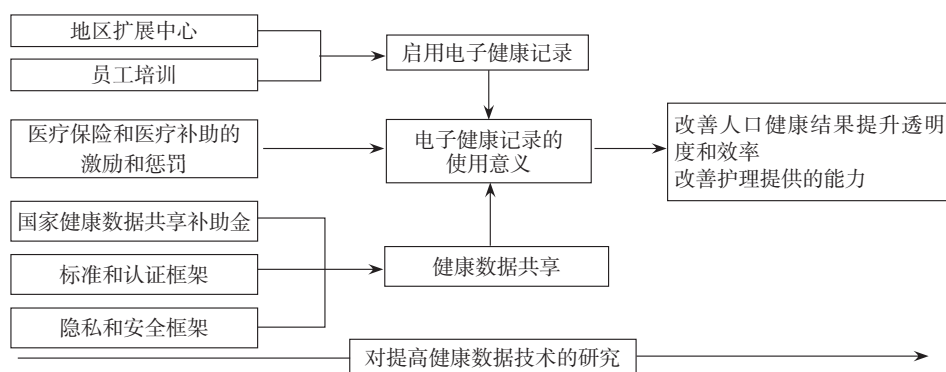 地区扩展中心
员工培训
启用电子健康记录
医疗保险和医疗补助的
激励和惩罚
电子健康记录的
使用意义
改善人口健康结果提升透明
度和效率
改善护理提供的能力
国家健康数据共享补助金
标准和认证框架
隐私和安全框架
健康数据共享
对提高健康数据技术的研究